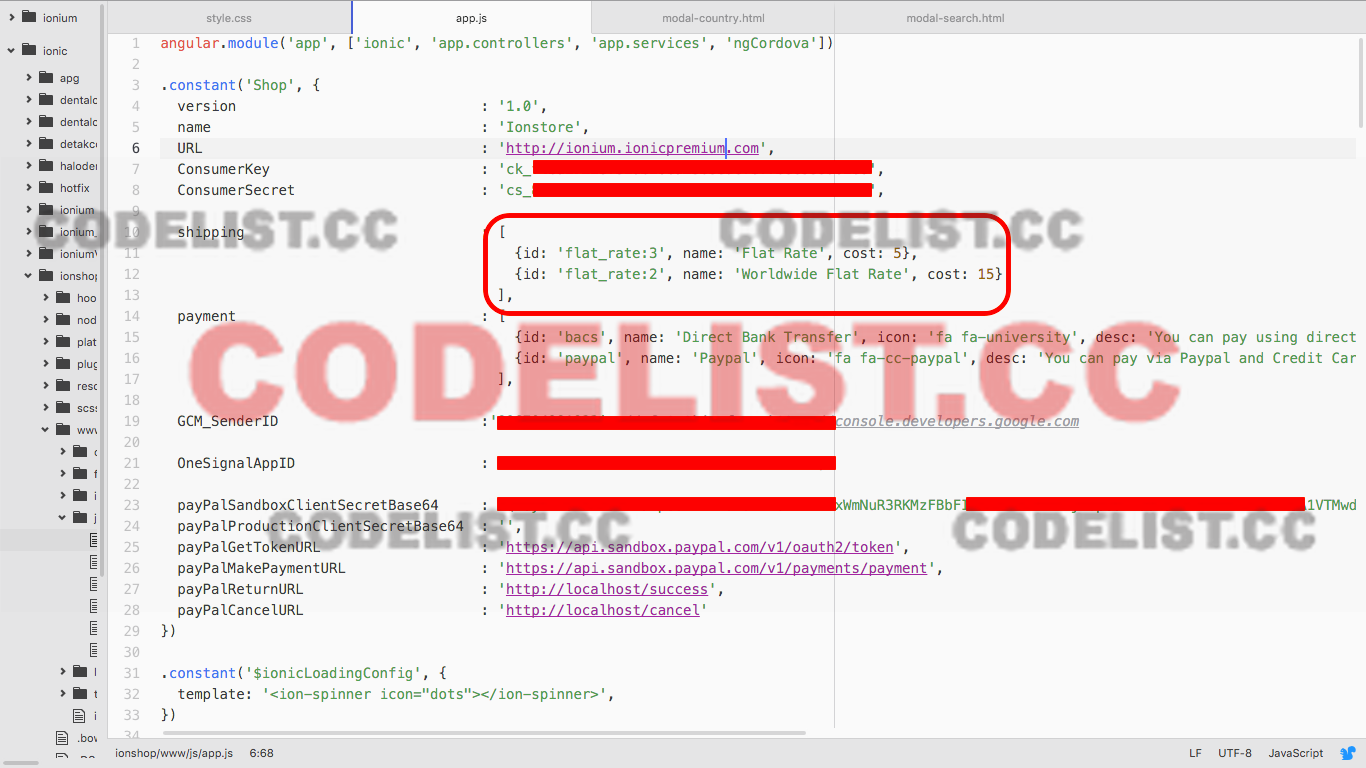 ionium
style.css
app.js
modal-country.html
modal-search.html
ionic
apg
dentalc
dentalc
detakc
haloder
hotfix
ionium
ionium_
ioniumV
ionshop
hoo
nod
plat
plug
resc
scss
www
j
.bow
1 angular.module('app', ['ionic', 'app.controllers', 'app.services', 'ngCordova'])
2
3 .constant('Shop', {
4 version : '1.0',
5 name : 'Ionstore',
6 URL : 'http://ionium.ionicpremium.com',
7 ConsumerKey : 'ck_ ',
8 ConsumerSecret : 'cs_ ',
9
10 shipping : [
11 {id: 'flat_rate:3', name: 'Flat Rate', cost: 5},
12 {id: 'flat_rate:2', name: 'Worldwide Flat Rate', cost: 15}
13 ],
14 payment : [
15 {id: 'bacs', name: 'Direct Bank Transfer', icon: 'fa fa-university', desc: 'You can pay using direct
16 {id: 'paypal', name: 'Paypal', icon: 'fa fa-cc-paypal', desc: 'You can pay via Paypal and Credit Car
17 ],
18
19 GCM_SenderID :' console.developers.google.com
20
21 OneSignalAppID :
22
23 payPalSandboxClientSecretBase64 : 1VTMwd
24 payPalProductionClientSecretBase64 : '',
25 payPalGetTokenURL : 'https://api.sandbox.paypal.com/v1/oauth2/token',
26 payPalMakePaymentURL : 'https://api.sandbox.paypal.com/v1/payments/payment',
27 payPalReturnURL : 'http://localhost/success',
28 payPalCancelURL : 'http://localhost/cancel'
29 })
30
31 .constant('$ionicLoadingConfig', {
32 template: '<ion-spinner icon="dots"></ion-spinner>',
33 })
34
CODELIST.CC
CODELIST.CC
CODELIST.CC
CODELIST.CC
CODELIST.CC
ionshop/www/js/app.js 6:68
LF UTF-8 JavaScript